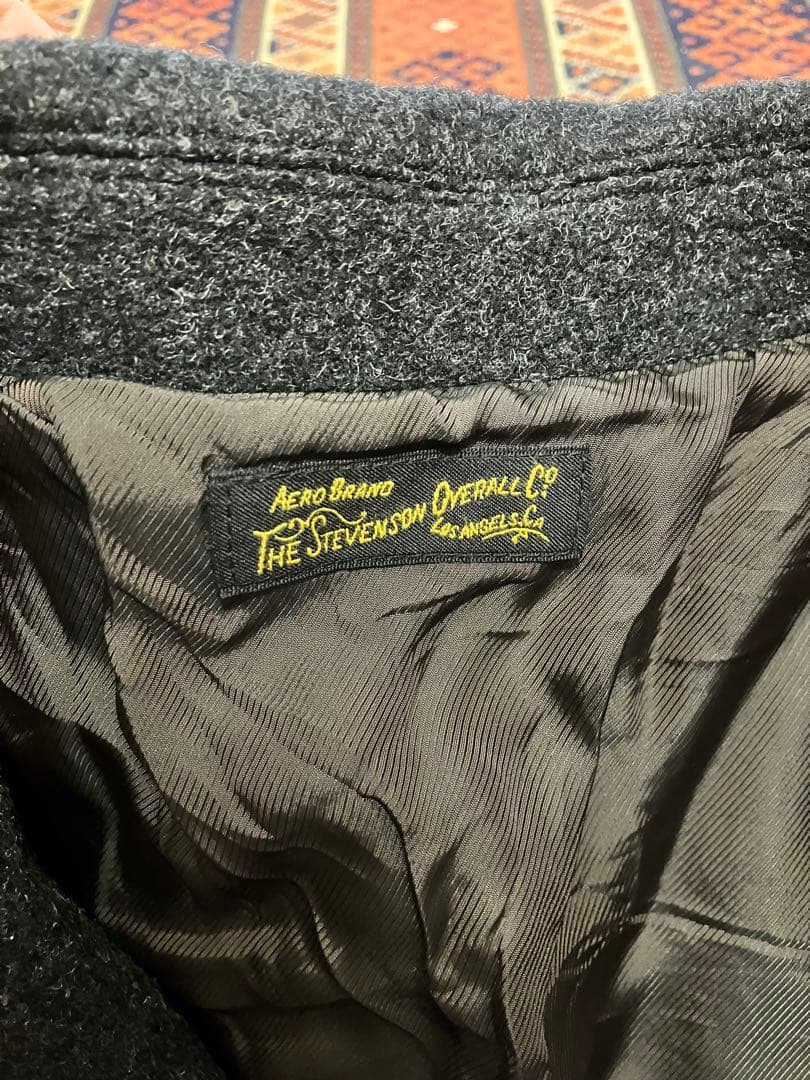 AERO BRAND
THE STEVENSON OVERALL CO.
LOS ANGELS. CA